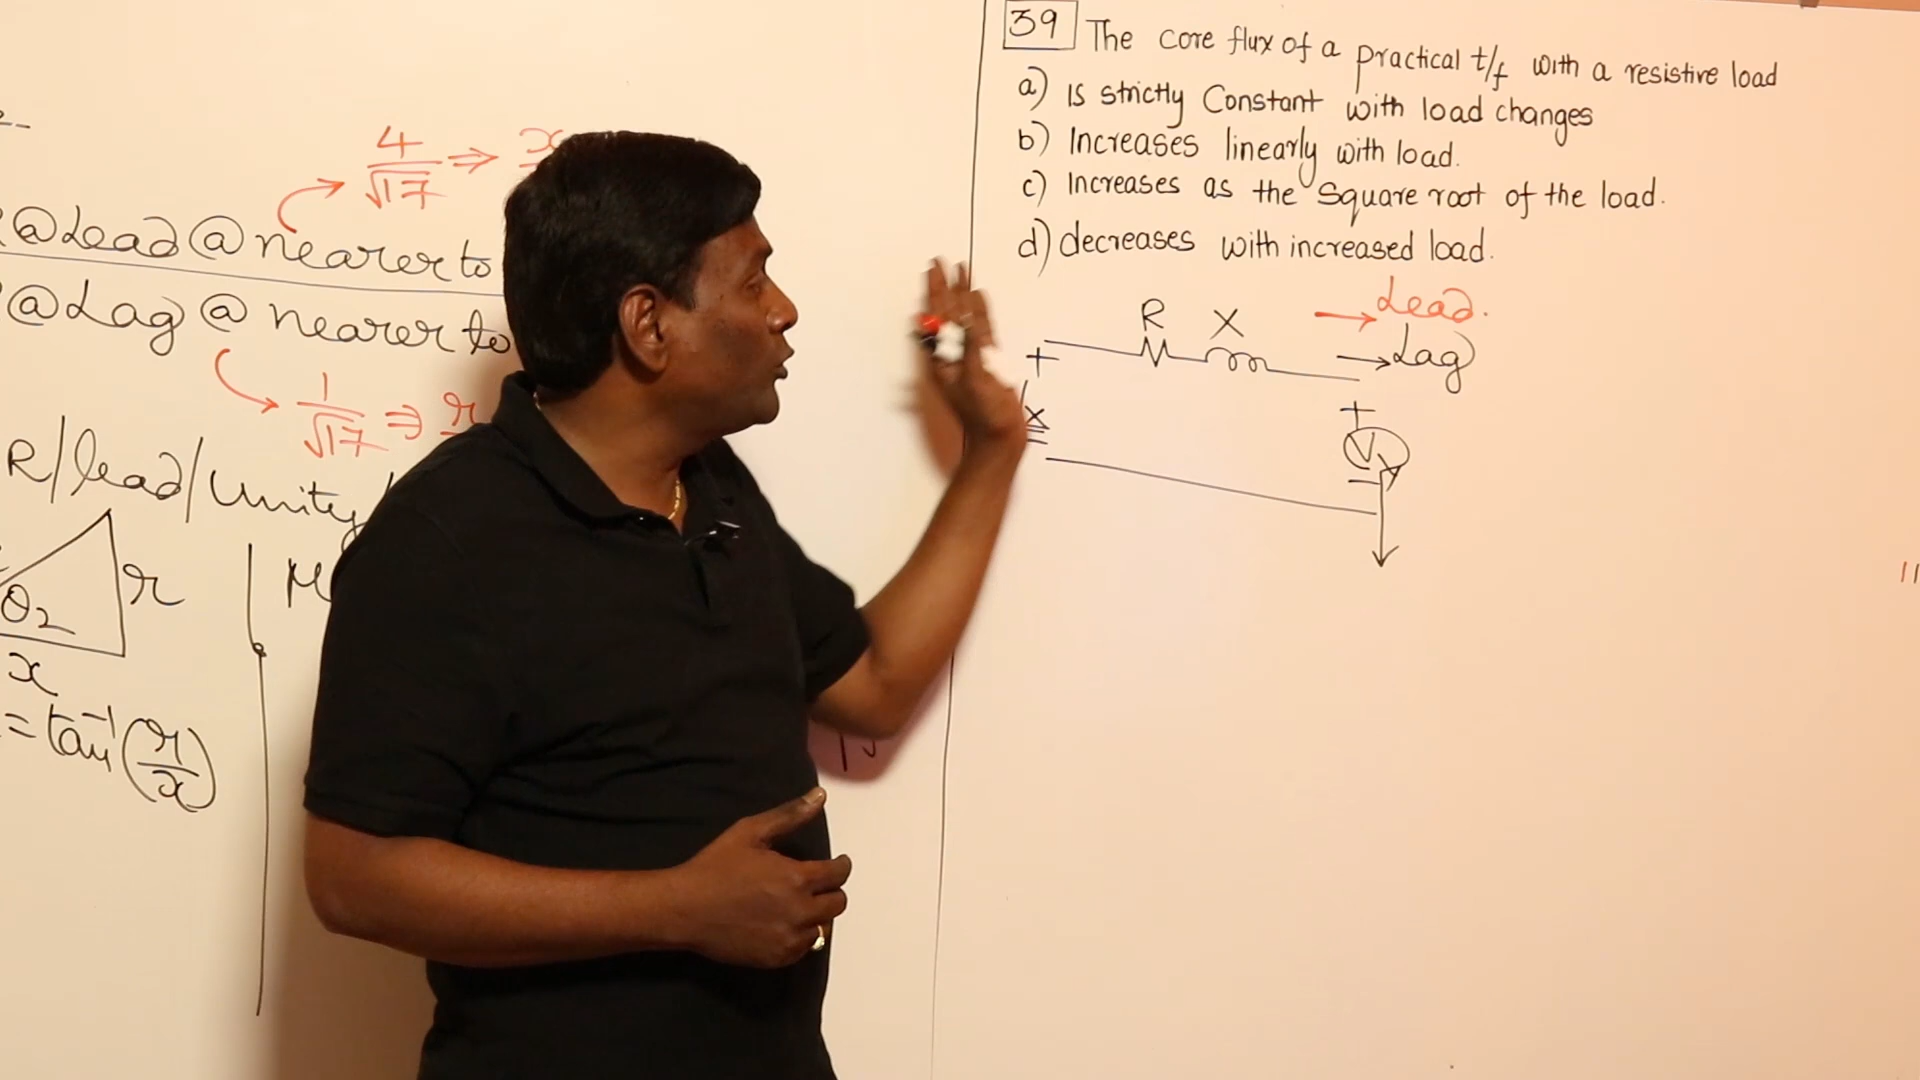 4/√17 ⇒ x
@Lead@nearer to
@Lag@ nearer to
1/√17 ⇒ r
R/lead/Unity
θ2
r
x
= tan⁻¹(r/x)
39 The core flux of a practical t/f with a resistive load
a) is strictly Constant with load changes
b) Increases linearly with load.
c) Increases as the square root of the load.
d) decreases with increased load.
R X → Lead.
+ → Lag
+
V
−
11